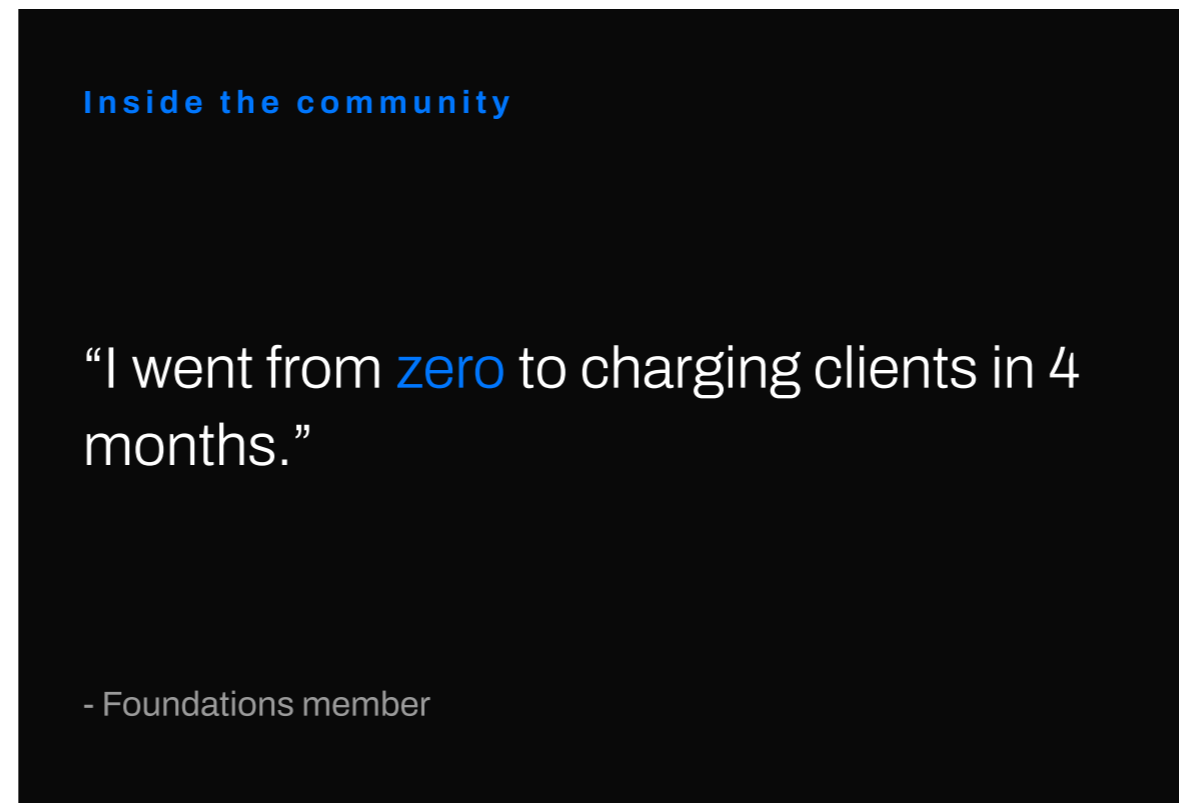 Inside the community
“I went from zero to charging clients in 4
months.”
- Foundations member